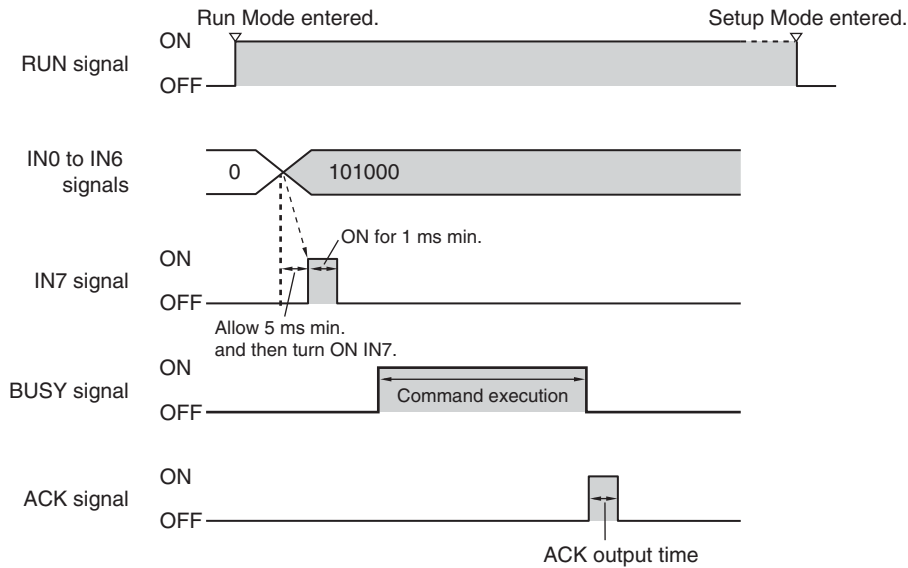 Run Mode entered.
Setup Mode entered.
RUN signal
ON
OFF
IN0 to IN6
signals
0
101000
IN7 signal
ON
OFF
ON for 1 ms min.
Allow 5 ms min.
and then turn ON IN7.
BUSY signal
ON
OFF
Command execution
ACK signal
ON
OFF
ACK output time